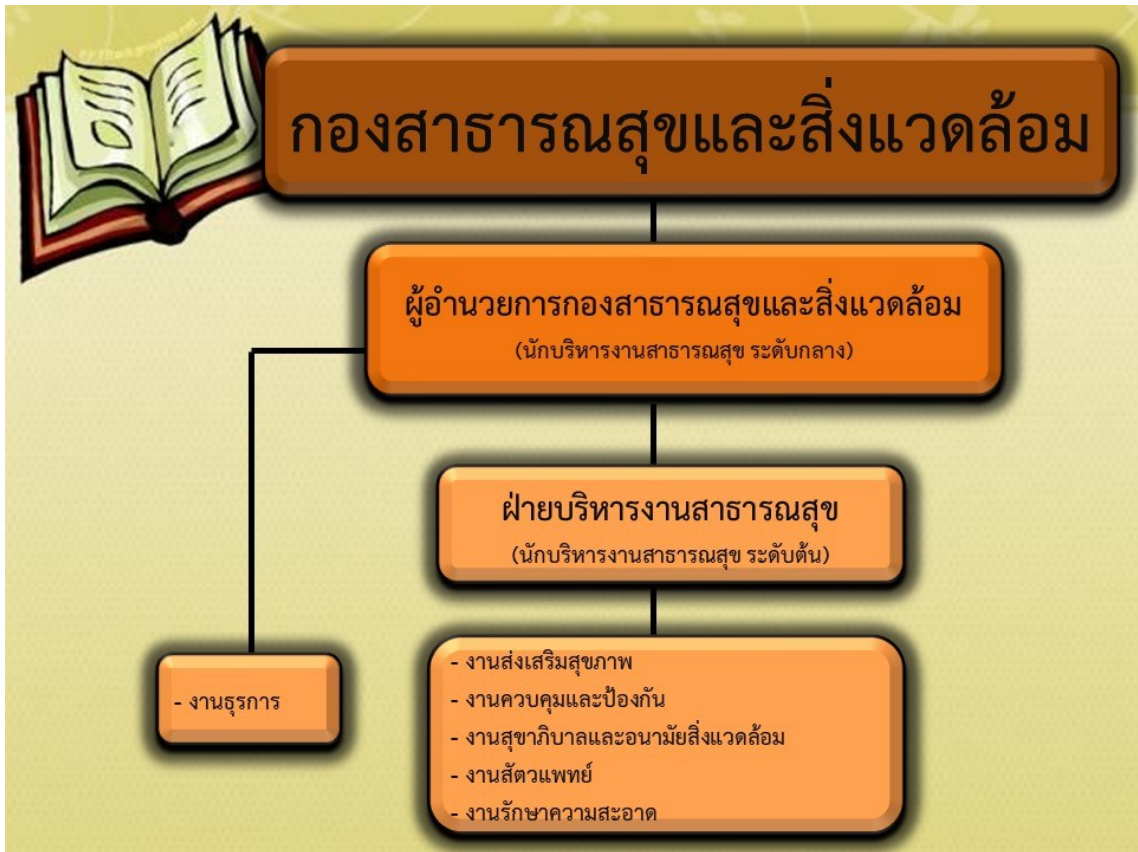 กองสาธารณสุขและสิ่งแวดล้อม
ผู้อำนวยการกองสาธารณสุขและสิ่งแวดล้อม
(นักบริหารงานสาธารณสุข ระดับกลาง)
ฝ่ายบริหารงานสาธารณสุข
(นักบริหารงานสาธารณสุข ระดับต้น)
- งานธุรการ
- งานส่งเสริมสุขภาพ
- งานควบคุมและป้องกัน
- งานสุขาภิบาลและอนามัยสิ่งแวดล้อม
- งานสัตวแพทย์
- งานรักษาความสะอาด